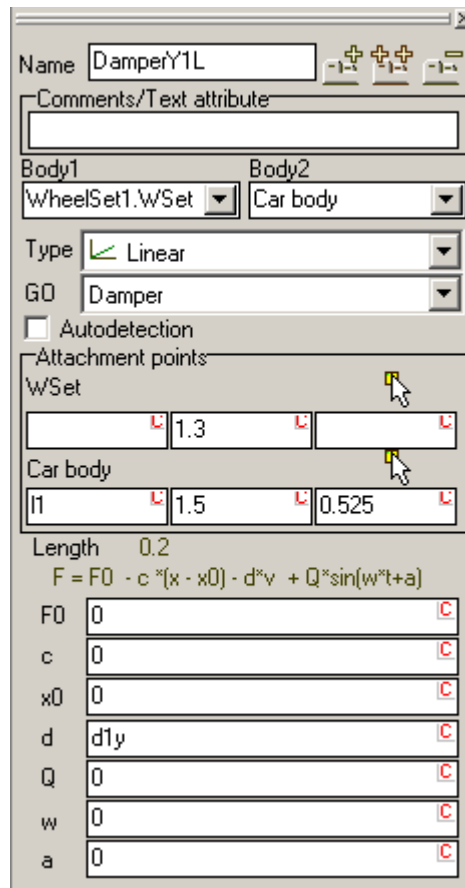 Name DamperY1L
Comments/Text attribute
Body1 Body2
WheelSet1.WSet Car body
Type Linear
GO Damper
Autodetection
Attachment points
WSet
C 1.3 C C
Car body
l1 C 1.5 C 0.525 C
Length 0.2
F = F0 - c *(x - x0) - d*v + Q*sin(w*t+a)
F0 0 C
c 0 C
x0 0 C
d d1y C
Q 0 C
w 0 C
a 0 C